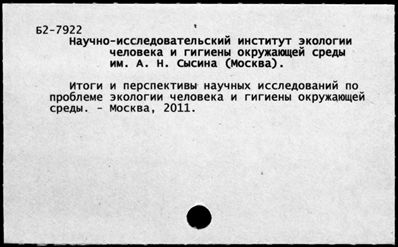 Б2-7922
Научно-исследовательский институт экологии
человека и гигиены окружающей среды
им. А. Н. Сысина (Москва).
Итоги и перспективы научных исследований по
проблеме экологии человека и гигиены окружающей
среды. - Москва, 2011.